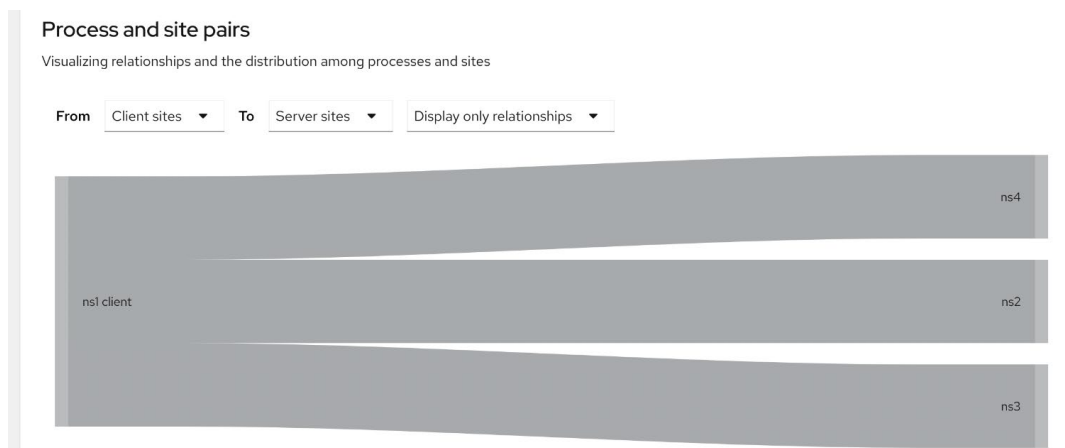 Process and site pairs
Visualizing relationships and the distribution among processes and sites
From Client sites To Server sites Display only relationships
ns4
ns1 client ns2
ns3